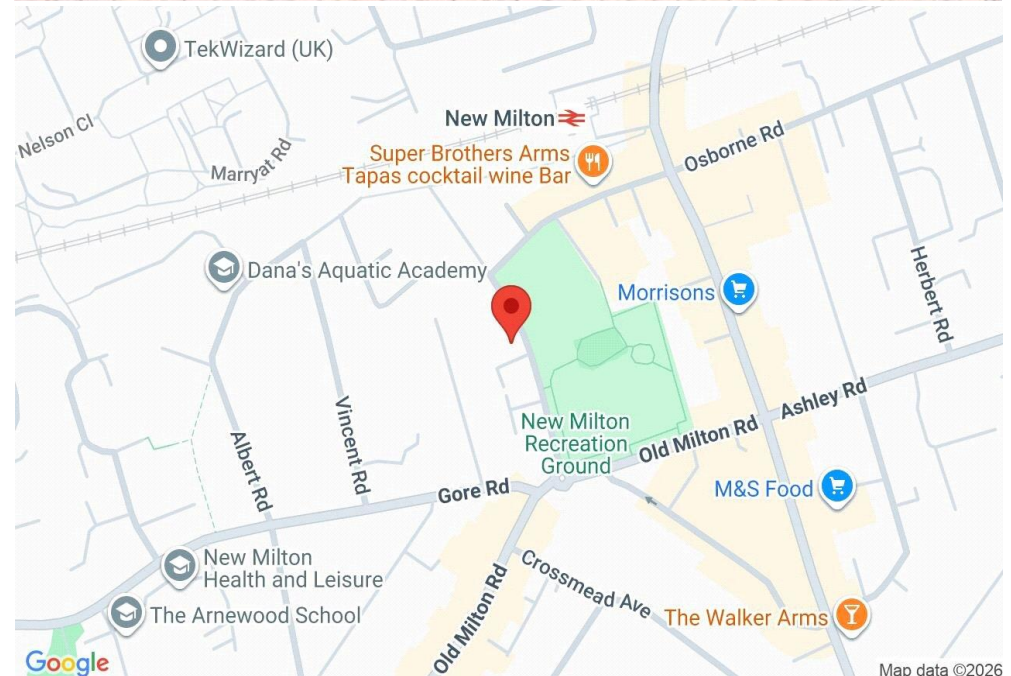 TekWizard (UK)
Nelson Cl
Marryat Rd
New Milton
Super Brothers Arms
Tapas cocktail wine Bar
Osborne Rd
Dana's Aquatic Academy
Morrisons
Herbert Rd
Vincent Rd
Albert Rd
New Milton
Recreation
Ground
Old Milton Rd
Ashley Rd
Gore Rd
M&S Food
New Milton
Health and Leisure
Crossmead Ave
The Arnewood School
Old Milton Rd
The Walker Arms
Google
Map data ©2026